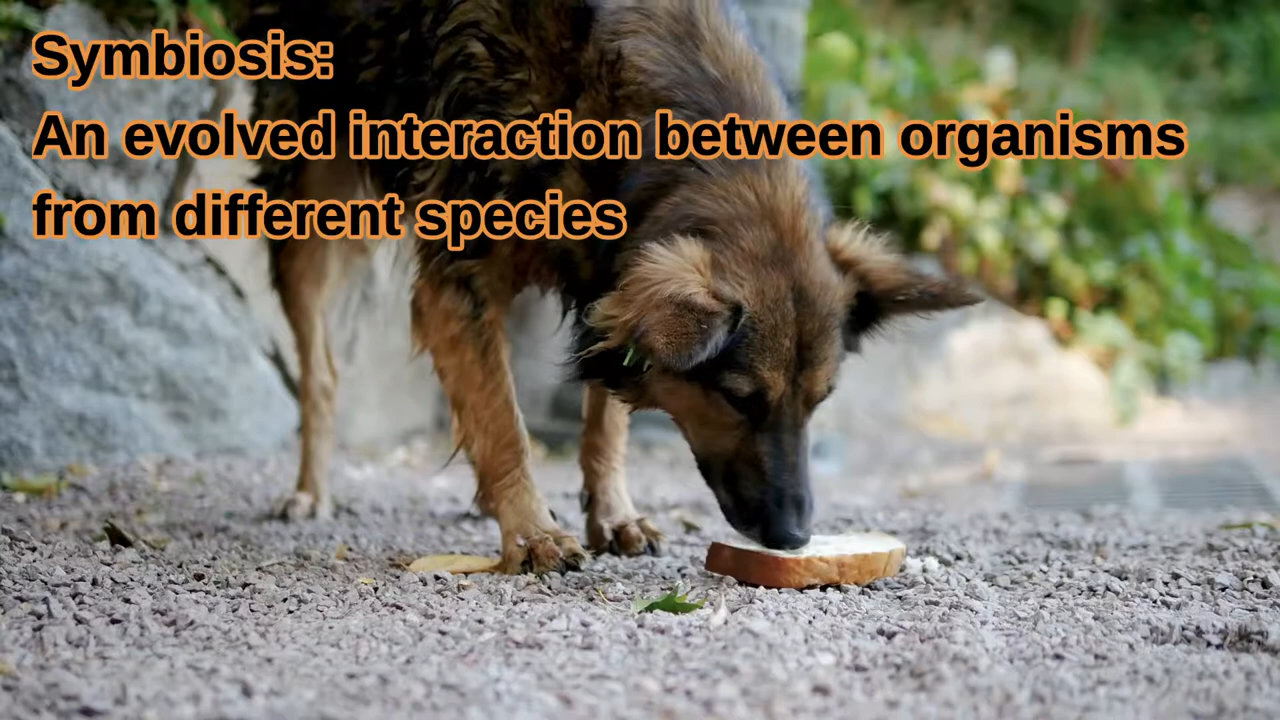 Symbiosis:
An evolved interaction between organisms
from different species